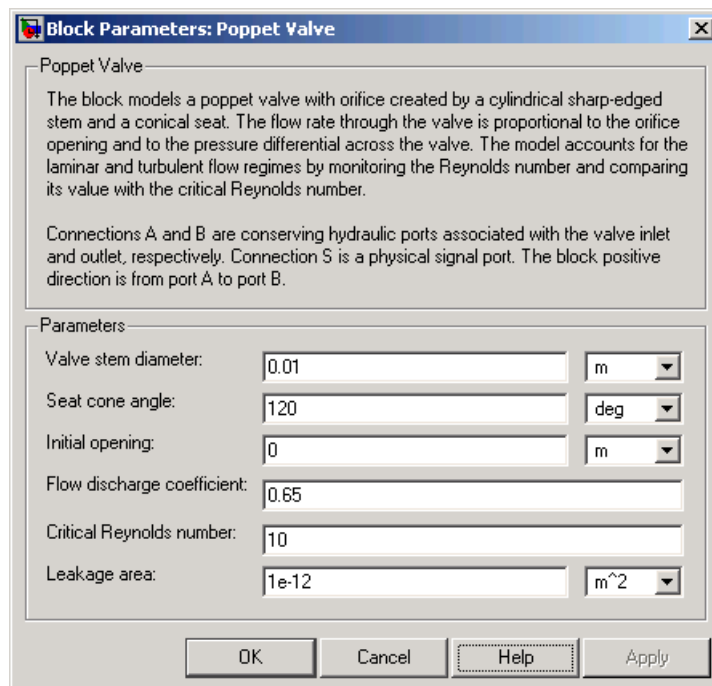 Block Parameters: Poppet Valve
Poppet Valve
The block models a poppet valve with orifice created by a cylindrical sharp-edged
stem and a conical seat. The flow rate through the valve is proportional to the orifice
opening and to the pressure differential across the valve. The model accounts for the
laminar and turbulent flow regimes by monitoring the Reynolds number and comparing
its value with the critical Reynolds number.
Connections A and B are conserving hydraulic ports associated with the valve inlet
and outlet, respectively. Connection S is a physical signal port. The block positive
direction is from port A to port B.
Parameters
Valve stem diameter: 0.01 m
Seat cone angle: 120 deg
Initial opening: 0 m
Flow discharge coefficient: 0.65
Critical Reynolds number: 10
Leakage area: 1e-12 m^2
OK Cancel Help Apply